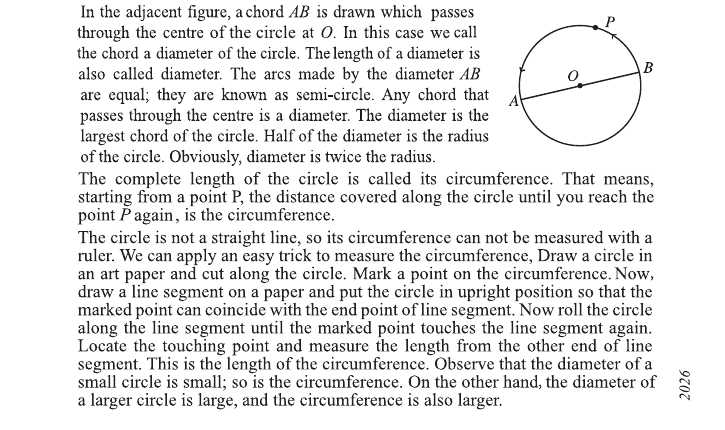 In the adjacent figure, a chord AB is drawn which passes
through the centre of the circle at O. In this case we call
the chord a diameter of the circle. The length of a diameter is
also called diameter. The arcs made by the diameter AB
are equal; they are known as semi-circle. Any chord that
passes through the centre is a diameter. The diameter is the
largest chord of the circle. Half of the diameter is the radius
of the circle. Obviously, diameter is twice the radius.
P
B
O
A
The complete length of the circle is called its circumference. That means,
starting from a point P, the distance covered along the circle until you reach the
point P again, is the circumference.
The circle is not a straight line, so its circumference can not be measured with a
ruler. We can apply an easy trick to measure the circumference, Draw a circle in
an art paper and cut along the circle. Mark a point on the circumference. Now,
draw a line segment on a paper and put the circle in upright position so that the
marked point can coincide with the end point of line segment. Now roll the circle
along the line segment until the marked point touches the line segment again.
Locate the touching point and measure the length from the other end of line
segment. This is the length of the circumference. Observe that the diameter of a
small circle is small; so is the circumference. On the other hand, the diameter of
a larger circle is large, and the circumference is also larger.
2026